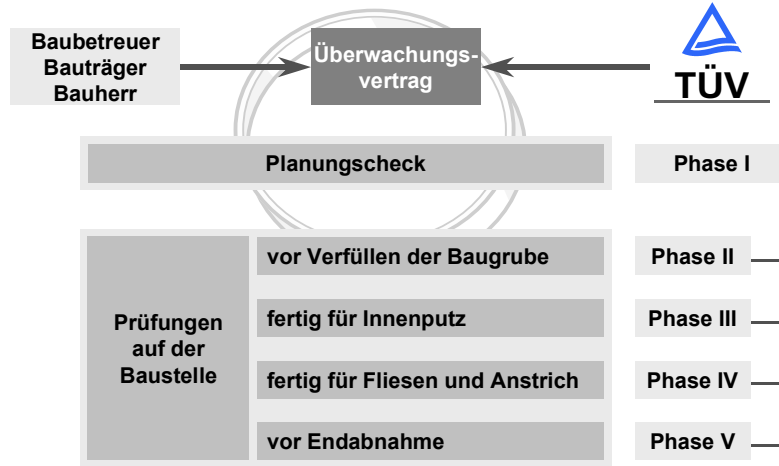 Baubetreuer
Bauträger
Bauherr
Überwachungs-
vertrag
TÜV
Planungscheck
Phase I
vor Verfüllen der Baugrube
Phase II
Prüfungen
auf der
Baustelle
fertig für Innenputz
Phase III
fertig für Fliesen und Anstrich
Phase IV
vor Endabnahme
Phase V